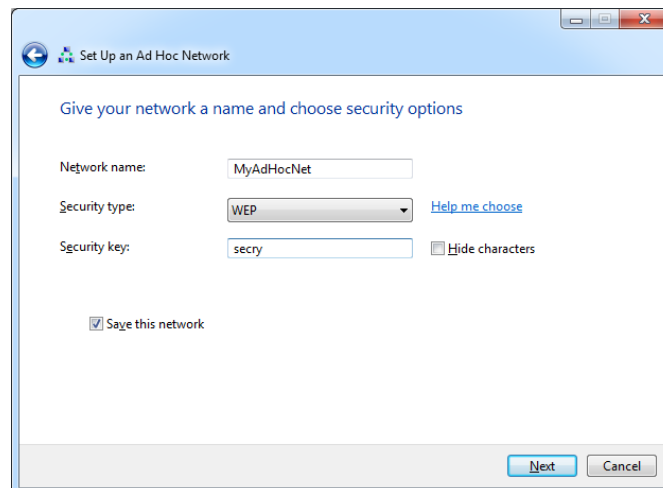 Set Up an Ad Hoc Network
Give your network a name and choose security options
Network name: MyAdHocNet
Security type: WEP Help me choose
Security key: secry Hide characters
Save this network
Next Cancel